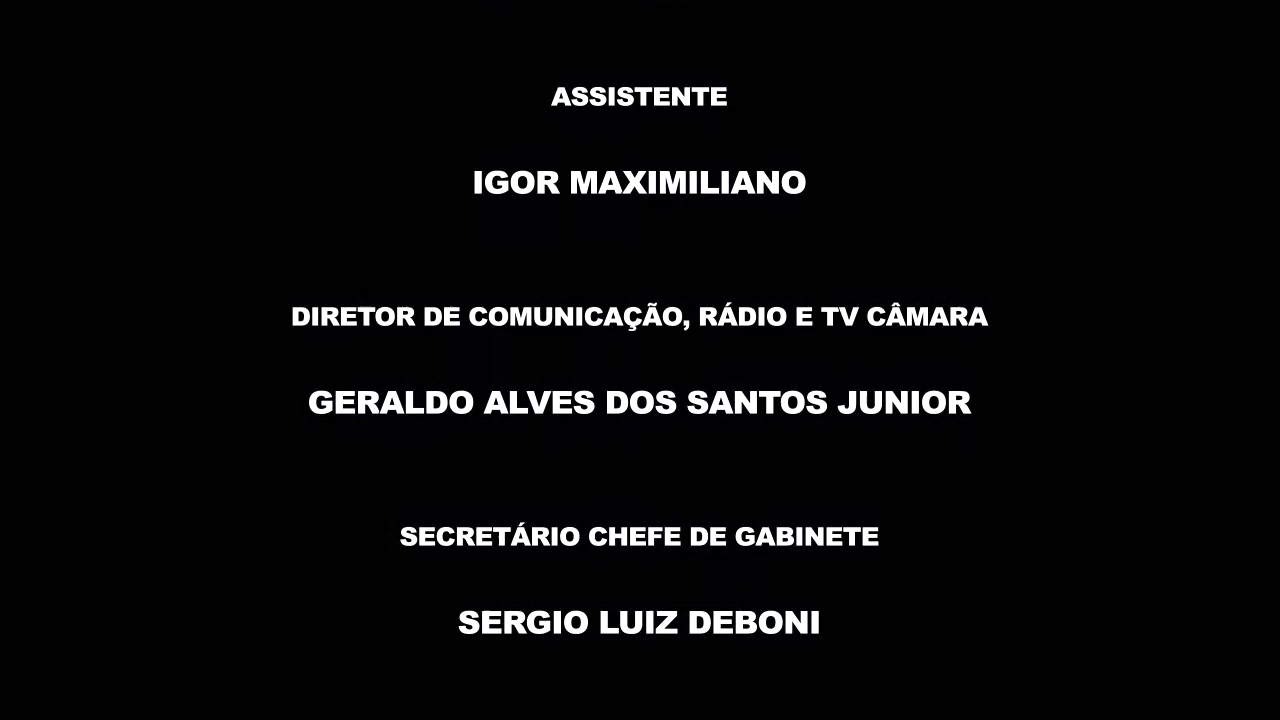 ASSISTENTE
IGOR MAXIMILIANO
DIRETOR DE COMUNICAÇÃO, RÁDIO E TV CÂMARA
GERALDO ALVES DOS SANTOS JUNIOR
SECRETÁRIO CHEFE DE GABINETE
SERGIO LUIZ DEBONI